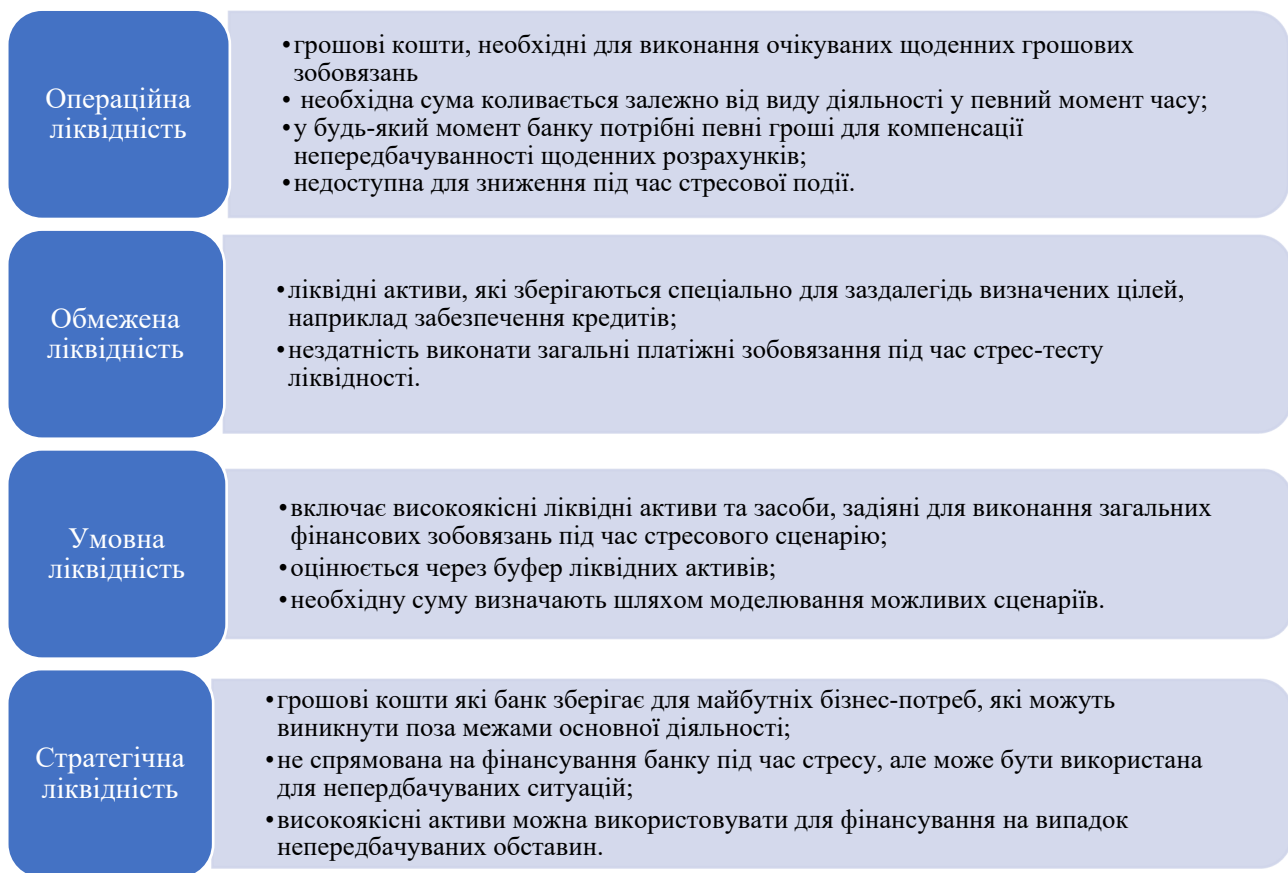 Операційна
ліквідність
•грошові кошти, необхідні для виконання очікуваних щоденних грошових
зобовязань
• необхідна сума коливається залежно від виду діяльності у певний момент часу;
•у будь-який момент банку потрібні певні гроші для компенсації
непередбачуванності щоденних розрахунків;
•недоступна для зниження під час стресової події.
Обмежена
ліквідність
•ліквідні активи, які зберігаються спеціально для заздалегідь визначених цілей,
наприклад забезпечення кредитів;
•нездатність виконати загальні платіжні зобовязання під час стрес-тесту
ліквідності.
Умовна
ліквідність
•включає високоякісні ліквідні активи та засоби, задіяні для виконання загальних
фінансових зобовязань під час стресового сценарію;
•оцінюється через буфер ліквідних активів;
•необхідну суму визначають шляхом моделювання можливих сценаріїв.
Стратегічна
ліквідність
•грошові кошти які банк зберігає для майбутніх бізнес-потреб, які можуть
виникнути поза межами основної діяльності;
•не спрямована на фінансування банку під час стресу, але може бути використана
для непердбачуваних ситуацій;
•високоякісні активи можна використовувати для фінансування на випадок
непередбачуваних обставин.